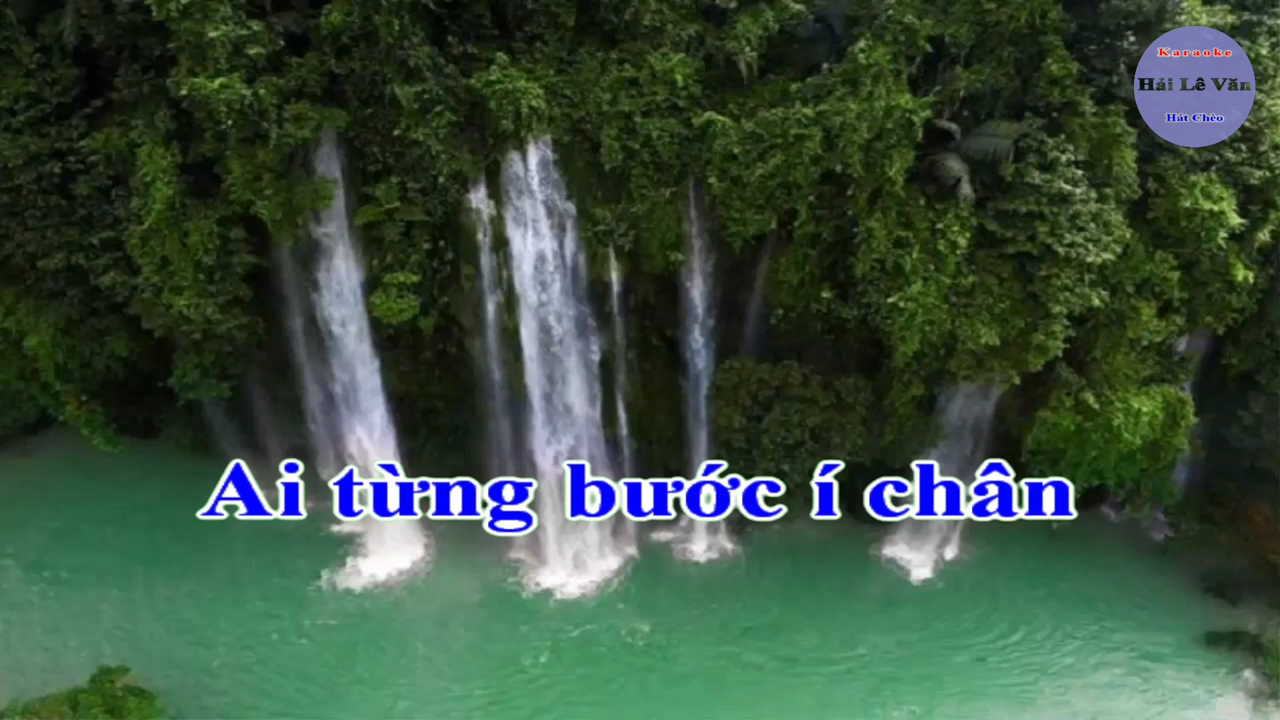 Karaoke
Hải Lê Văn
Hát Chèo
Ai từng bước í chân